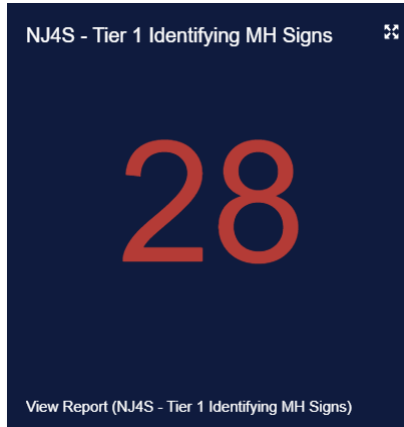 NJ4S - Tier 1 Identifying MH Signs
28
View Report (NJ4S - Tier 1 Identifying MH Signs)